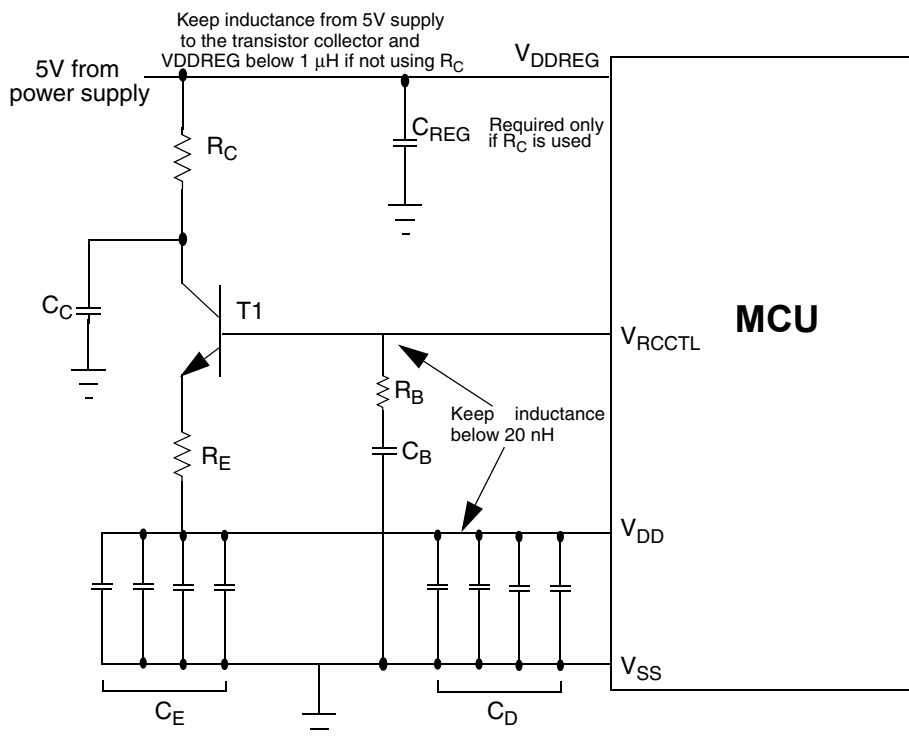 Keep inductance from 5V supply
to the transistor collector and
VDDREG below 1 μH if not using RC
VDDREG
5V from
power supply
CREG
Required only
if RC is used
RC
CC
T1
MCU
VRCCTL
RB
Keep inductance
below 20 nH
CB
RE
VDD
VSS
CE
CD